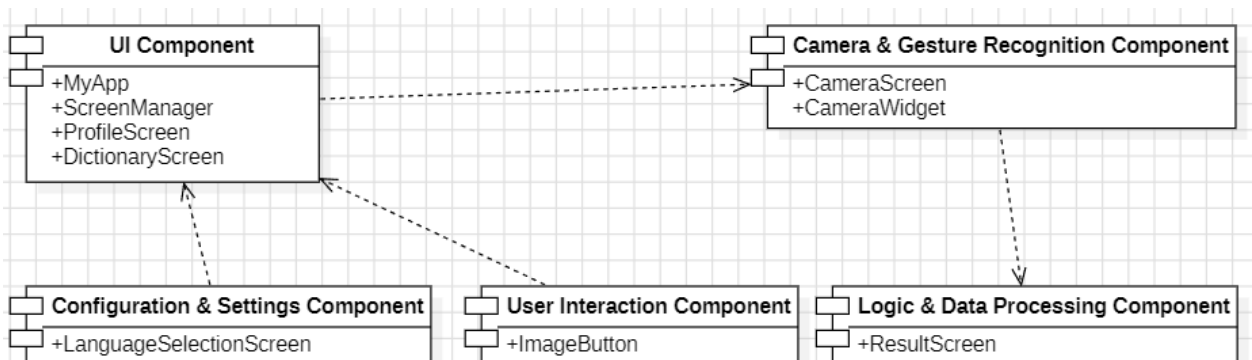 UI Component
+MyApp
+ScreenManager
+ProfileScreen
+DictionaryScreen
Camera & Gesture Recognition Component
+CameraScreen
+CameraWidget
Configuration & Settings Component
+LanguageSelectionScreen
User Interaction Component
+ImageButton
Logic & Data Processing Component
+ResultScreen